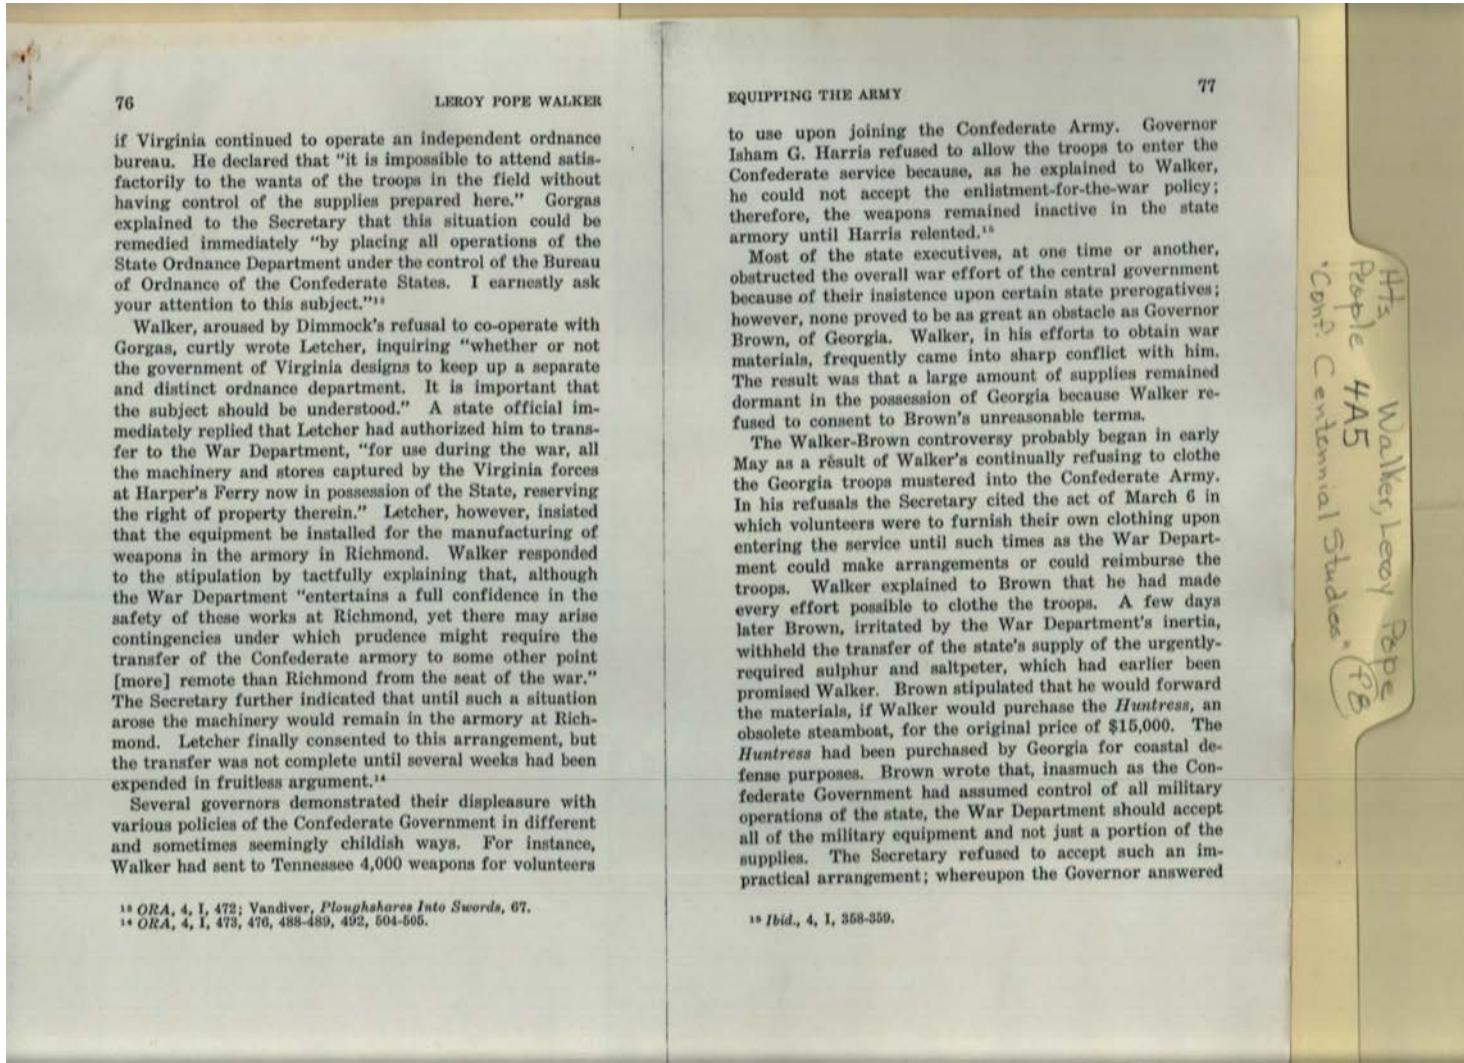 76
LEROY POPE WALKER
if Virginia continued to operate an independent ordnance
bureau. He declared that "it is impossible to attend satis-
factorily to the wants of the troops in the field without
having control of the supplies prepared here." Gorgas
explained to the Secretary that this situation could be
remedied immediately "by placing all operations of the
State Ordnance Department under the control of the Bureau
of Ordnance of the Confederate States. I earnestly ask
your attention to this subject."¹³
Walker, aroused by Dimmock's refusal to co-operate with
Gorgas, curtly wrote Letcher, inquiring "whether or not
the government of Virginia designs to keep up a separate
and distinct ordnance department. It is important that
the subject should be understood." A state official im-
mediately replied that Letcher had authorized him to trans-
fer to the War Department, "for use during the war, all
the machinery and stores captured by the Virginia forces
at Harper's Ferry now in possession of the State, reserving
the right of property therein." Letcher, however, insisted
that the equipment be installed for the manufacturing of
weapons in the armory in Richmond. Walker responded
to the stipulation by tactfully explaining that, although
the War Department "entertains a full confidence in the
safety of these works at Richmond, yet there may arise
contingencies under which prudence might require the
transfer of the Confederate armory to some other point
[more] remote than Richmond from the seat of the war."
The Secretary further indicated that until such a situation
arose the machinery would remain in the armory at Rich-
mond. Letcher finally consented to this arrangement, but
the transfer was not complete until several weeks had been
expended in fruitless argument.¹⁴
Several governors demonstrated their displeasure with
various policies of the Confederate Government in different
and sometimes seemingly childish ways. For instance,
Walker had sent to Tennessee 4,000 weapons for volunteers
¹³ ORA, 4, I, 472; Vandiver, Ploughshares Into Swords, 67.
¹⁴ ORA, 4, I, 473, 476, 488-489, 492, 504-505.
EQUIPPING THE ARMY
77
to use upon joining the Confederate Army. Governor
Isham G. Harris refused to allow the troops to enter the
Confederate service because, as he explained to Walker,
he could not accept the enlistment-for-the-war policy;
therefore, the weapons remained inactive in the state
armory until Harris relented.¹⁵
Most of the state executives, at one time or another,
obstructed the overall war effort of the central government
because of their insistence upon certain state prerogatives;
however, none proved to be as great an obstacle as Governor
Brown, of Georgia. Walker, in his efforts to obtain war
materials, frequently came into sharp conflict with him.
The result was that a large amount of supplies remained
dormant in the possession of Georgia because Walker re-
fused to consent to Brown's unreasonable terms.
The Walker-Brown controversy probably began in early
May as a result of Walker's continually refusing to clothe
the Georgia troops mustered into the Confederate Army.
In his refusals the Secretary cited the act of March 6 in
which volunteers were to furnish their own clothing upon
entering the service until such times as the War Depart-
ment could make arrangements or could reimburse the
troops. Walker explained to Brown that he had made
every effort possible to clothe the troops. A few days
later Brown, irritated by the War Department's inertia,
withheld the transfer of the state's supply of the urgently-
required sulphur and saltpeter, which had earlier been
promised Walker. Brown stipulated that he would forward
the materials, if Walker would purchase the Huntress, an
obsolete steamboat, for the original price of $15,000. The
Huntress had been purchased by Georgia for coastal de-
fense purposes. Brown wrote that, inasmuch as the Con-
federate Government had assumed control of all military
operations of the state, the War Department should accept
all of the military equipment and not just a portion of the
supplies. The Secretary refused to accept such an im-
practical arrangement; whereupon the Governor answered
¹⁵ Ibid., 4, I, 358-359.
Walker, Leroy Pope
People 4A5
"Conf. Centennial Studies" P8